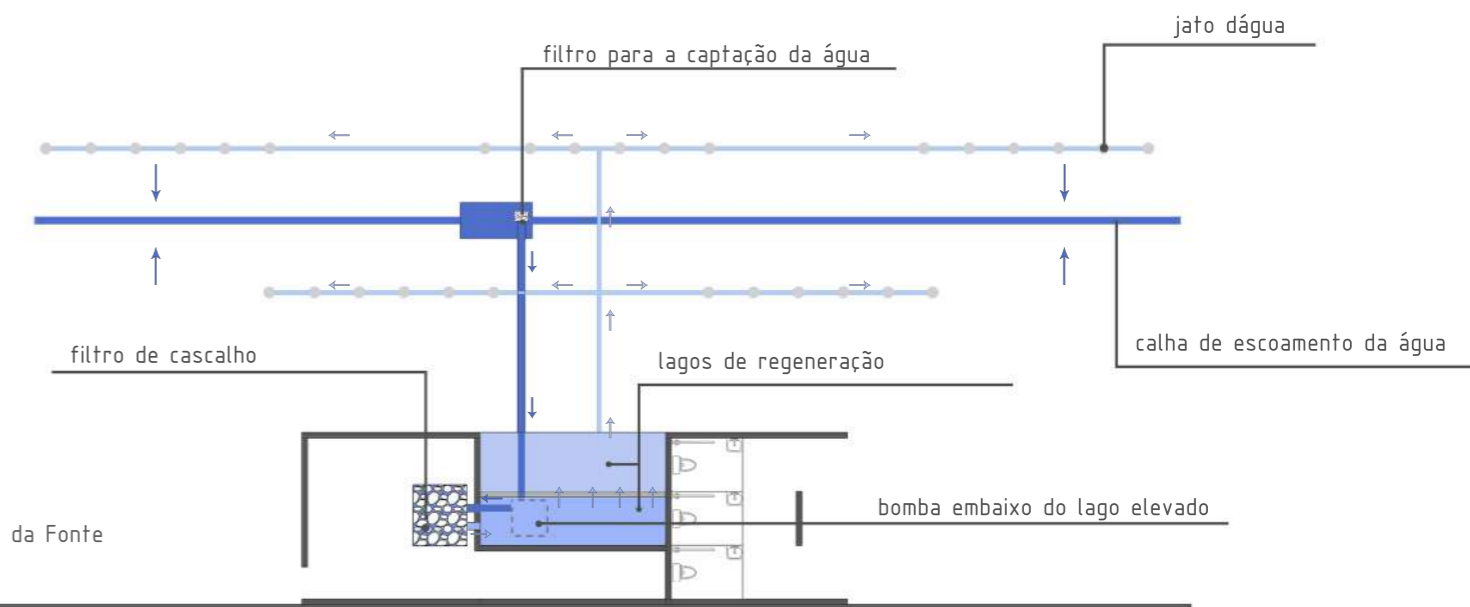 jato dágua
filtro para a captação da água
calha de escoamento da água
filtro de cascalho
lagos de regeneração
bomba embaixo do lago elevado
da Fonte